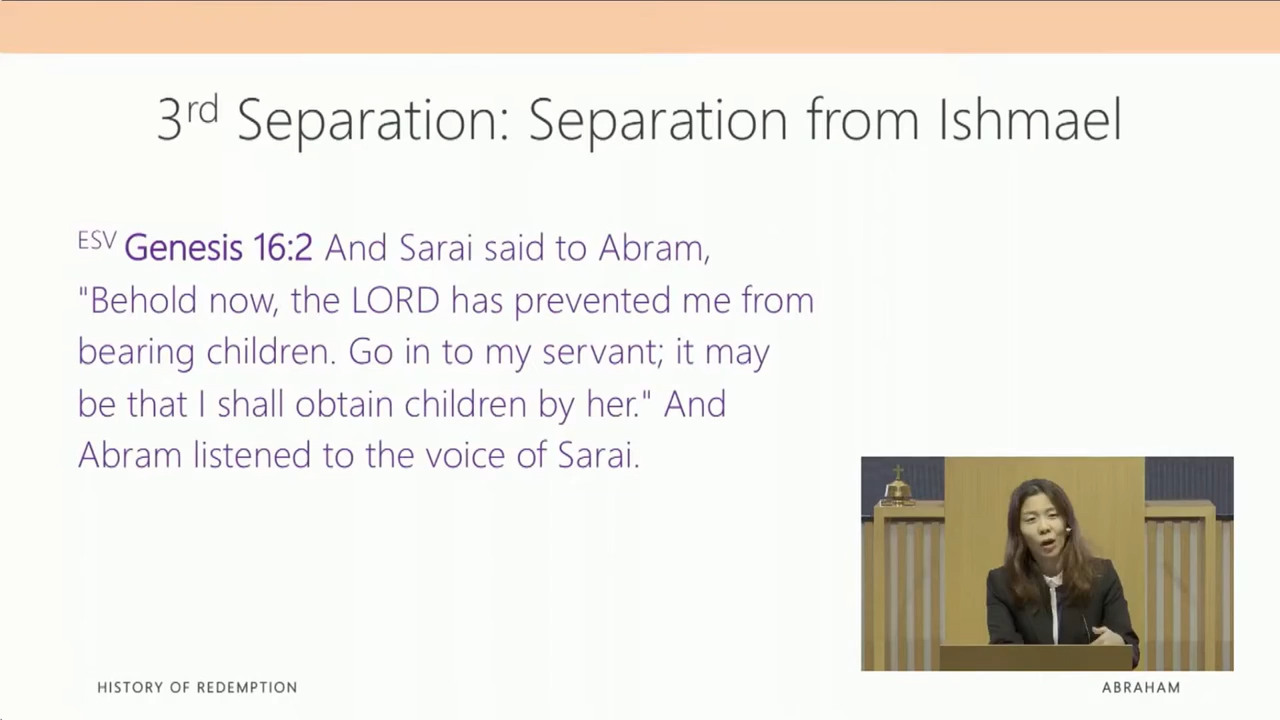 3rd Separation: Separation from Ishmael
ESV Genesis 16:2 And Sarai said to Abram,
"Behold now, the LORD has prevented me from
bearing children. Go in to my servant; it may
be that I shall obtain children by her." And
Abram listened to the voice of Sarai.
HISTORY OF REDEMPTION
ABRAHAM